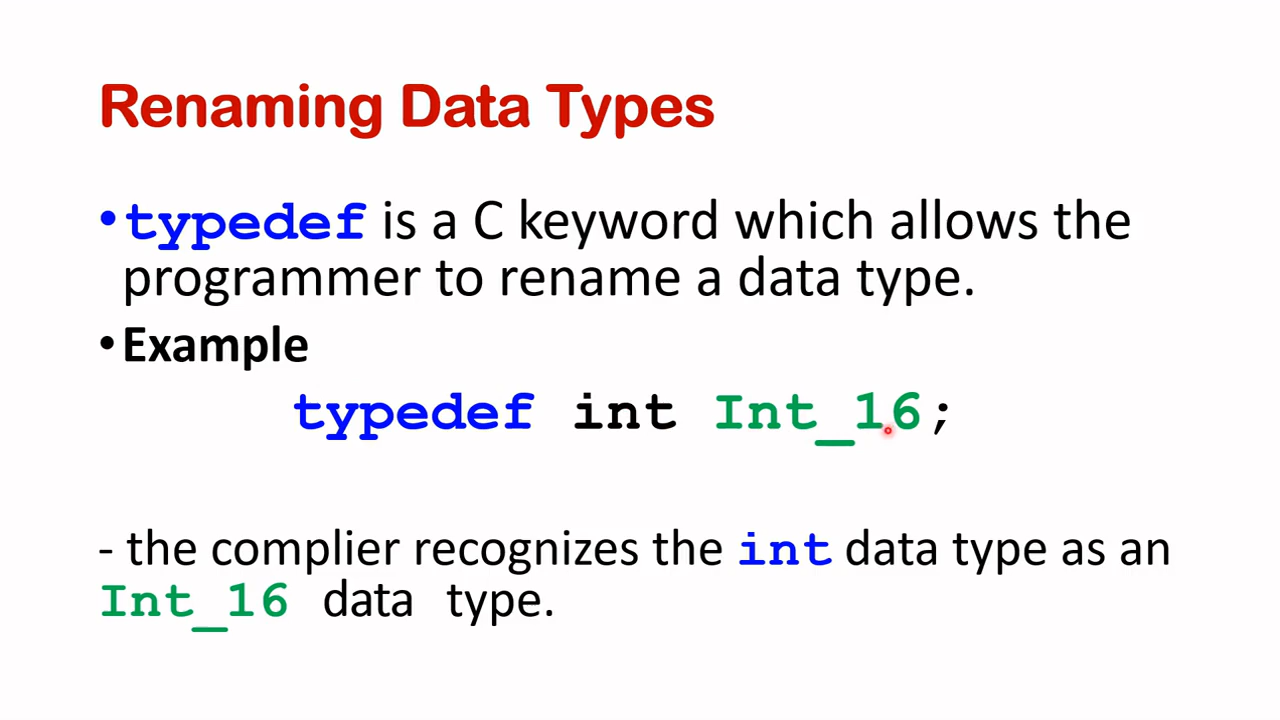 Renaming Data Types
•typedef is a C keyword which allows the
programmer to rename a data type.
•Example
typedef int Int_16;
- the complier recognizes the int data type as an
Int_16 data type.